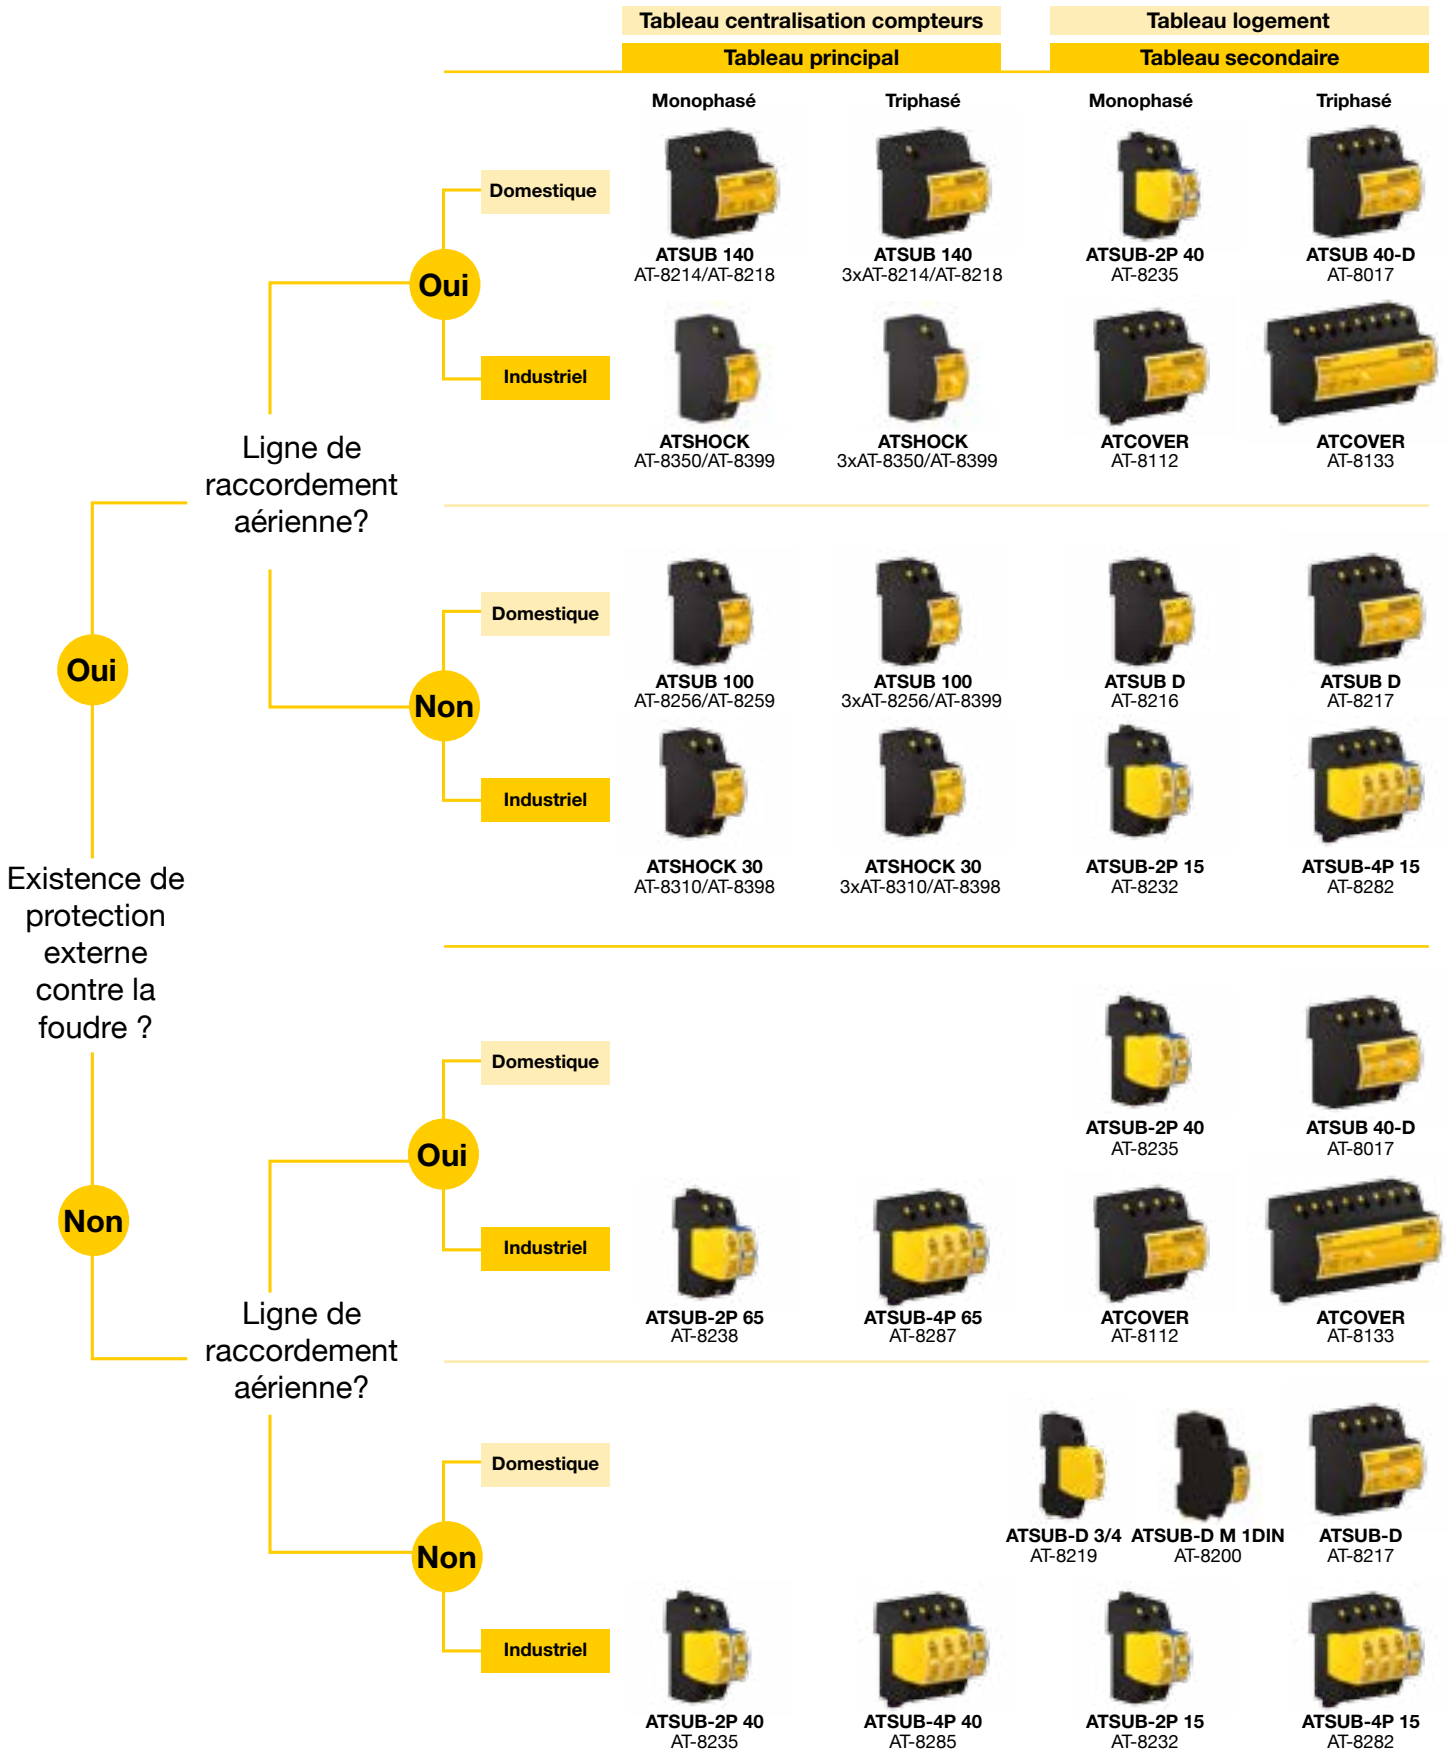 Tableau centralisation compteurs
Tableau logement
Tableau principal
Tableau secondaire
Monophasé
Triphasé
Monophasé
Triphasé
Domestique
ATSUB 140
AT-8214/AT-8218
ATSUB 140
3xAT-8214/AT-8218
ATSUB-2P 40
AT-8235
ATSUB 40-D
AT-8017
Oui
Industriel
ATSHOCK
AT-8350/AT-8399
ATSHOCK
3xAT-8350/AT-8399
ATCOVER
AT-8112
ATCOVER
AT-8133
Ligne de
raccordement
aérienne?
Domestique
ATSUB 100
AT-8256/AT-8259
ATSUB 100
3xAT-8256/AT-8399
ATSUB D
AT-8216
ATSUB D
AT-8217
Oui
Non
Industriel
ATSHOCK 30
AT-8310/AT-8398
ATSHOCK 30
3xAT-8310/AT-8398
ATSUB-2P 15
AT-8232
ATSUB-4P 15
AT-8282
Existence de
protection
externe
contre la
foudre ?
Domestique
ATSUB-2P 40
AT-8235
ATSUB 40-D
AT-8017
Oui
Non
Industriel
ATSUB-2P 65
AT-8238
ATSUB-4P 65
AT-8287
ATCOVER
AT-8112
ATCOVER
AT-8133
Ligne de
raccordement
aérienne?
Domestique
ATSUB-D 3/4
AT-8219
ATSUB-D M 1DIN
AT-8200
ATSUB-D
AT-8217
Non
Industriel
ATSUB-2P 40
AT-8235
ATSUB-4P 40
AT-8285
ATSUB-2P 15
AT-8232
ATSUB-4P 15
AT-8282